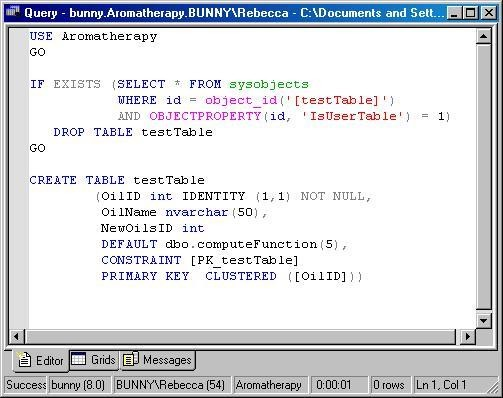 Query - bunny.Aromatherapy.BUNNY\Rebecca - C:\Documents and Sett...
USE Aromatherapy
GO
IF EXISTS (SELECT * FROM sysobjects
WHERE id = object_id('[testTable]')
AND OBJECTPROPERTY(id, 'IsUserTable') = 1)
DROP TABLE testTable
GO
CREATE TABLE testTable
(OilID int IDENTITY (1,1) NOT NULL,
OilName nvarchar(50),
NewOilsID int
DEFAULT dbo.computeFunction(5),
CONSTRAINT [PK_testTable]
PRIMARY KEY CLUSTERED ([OilID]))
Editor Grids Messages
Success bunny (8.0) BUNNY\Rebecca (54) Aromatherapy 0:00:01 0 rows Ln 1, Col 1